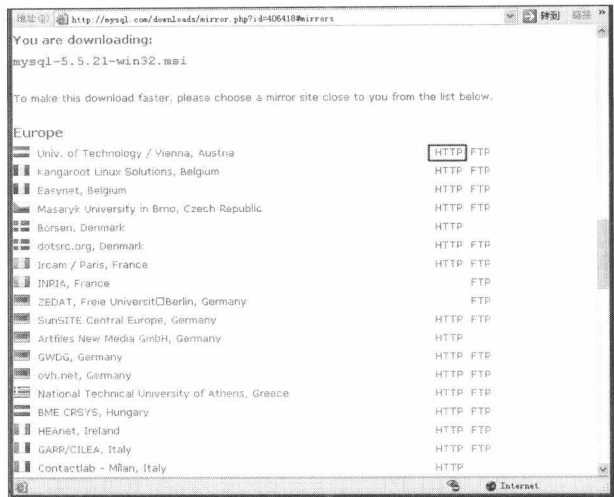 地址(D) http://mysql.com/downloads/mirror.php?id=406418#mirrors 转到 链接 »
You are downloading:
mysql-5.5.21-win32.msi
To make this download faster, please choose a mirror site close to you from the list below.
Europe
Univ. of Technology / Vienna, Austria HTTP FTP
Kangaroot Linux Solutions, Belgium HTTP FTP
Easynet, Belgium HTTP FTP
Masaryk University in Brno, Czech Republic HTTP FTP
Borsen, Denmark HTTP
dotsrc.org, Denmark HTTP FTP
Ircam / Paris, France HTTP FTP
INRIA, France FTP
ZEDAT, Freie Universit□Berlin, Germany FTP
SunSITE Central Europe, Germany HTTP FTP
Artfiles New Media GmbH, Germany HTTP
GWDG, Germany HTTP FTP
ovh.net, Germany HTTP FTP
National Technical University of Athens, Greece HTTP FTP
BME CRSYS, Hungary HTTP FTP
HEAnet, Ireland HTTP FTP
GARR/CILEA, Italy HTTP FTP
Contactlab - Milan, Italy HTTP
Internet